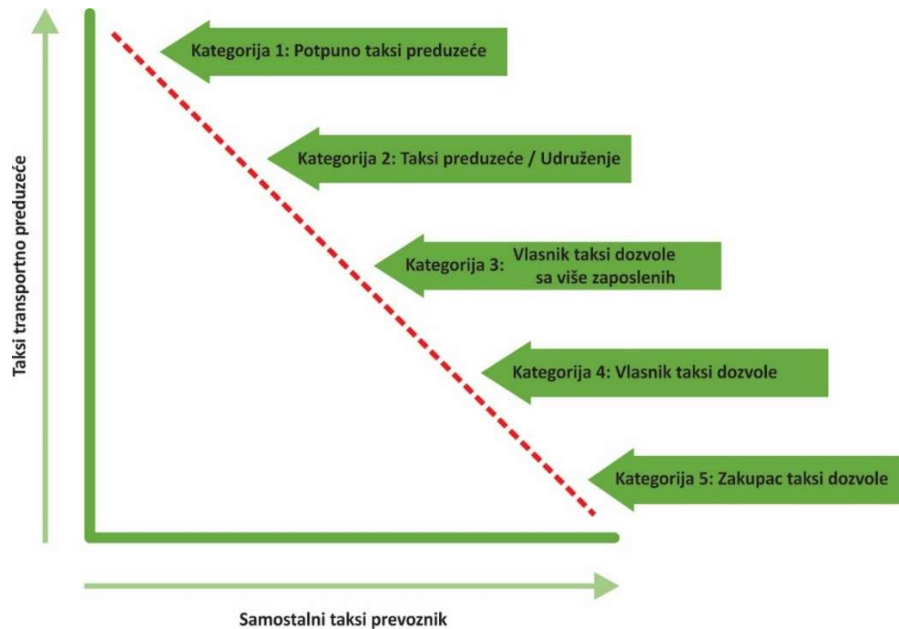 Kategorija 1: Potpuno taksi preduzeće
Kategorija 2: Taksi preduzeće / Udruženje
Kategorija 3: Vlasnik taksi dozvole
sa više zaposlenih
Kategorija 4: Vlasnik taksi dozvole
Kategorija 5: Zakupac taksi dozvole
Taksi transportno preduzeće
Samostalni taksi prevoznik